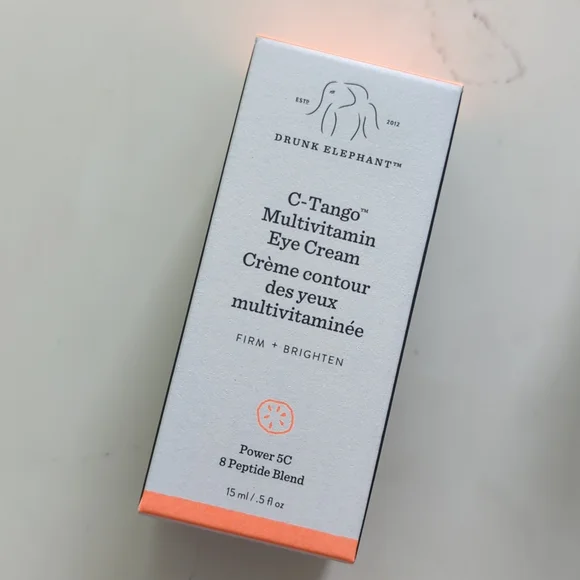 ESTD 2012
DRUNK ELEPHANT™
C-Tango™
Multivitamin
Eye Cream
Crème contour
des yeux
multivitaminée
FIRM + BRIGHTEN
Power 5C
8 Peptide Blend
15 ml / .5 fl oz